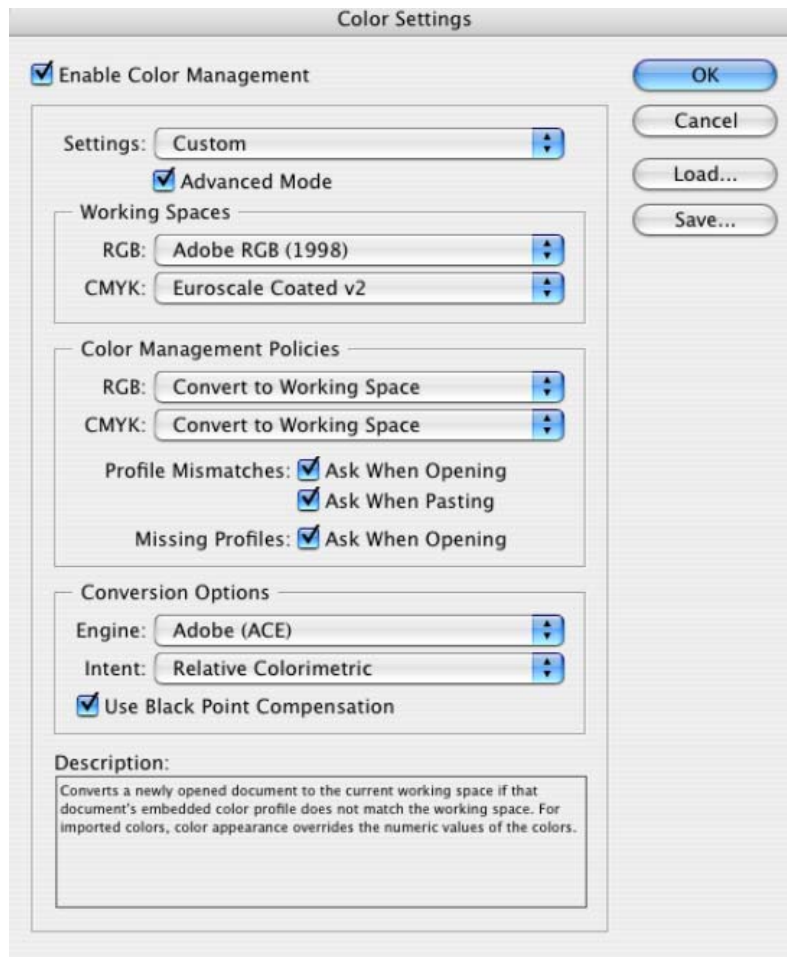 Color Settings
Enable Color Management
OK
Cancel
Load...
Save...
Settings: Custom
Advanced Mode
Working Spaces
RGB: Adobe RGB (1998)
CMYK: Euroscale Coated v2
Color Management Policies
RGB: Convert to Working Space
CMYK: Convert to Working Space
Profile Mismatches: Ask When Opening
Ask When Pasting
Missing Profiles: Ask When Opening
Conversion Options
Engine: Adobe (ACE)
Intent: Relative Colorimetric
Use Black Point Compensation
Description:
Converts a newly opened document to the current working space if that
document's embedded color profile does not match the working space. For
imported colors, color appearance overrides the numeric values of the colors.